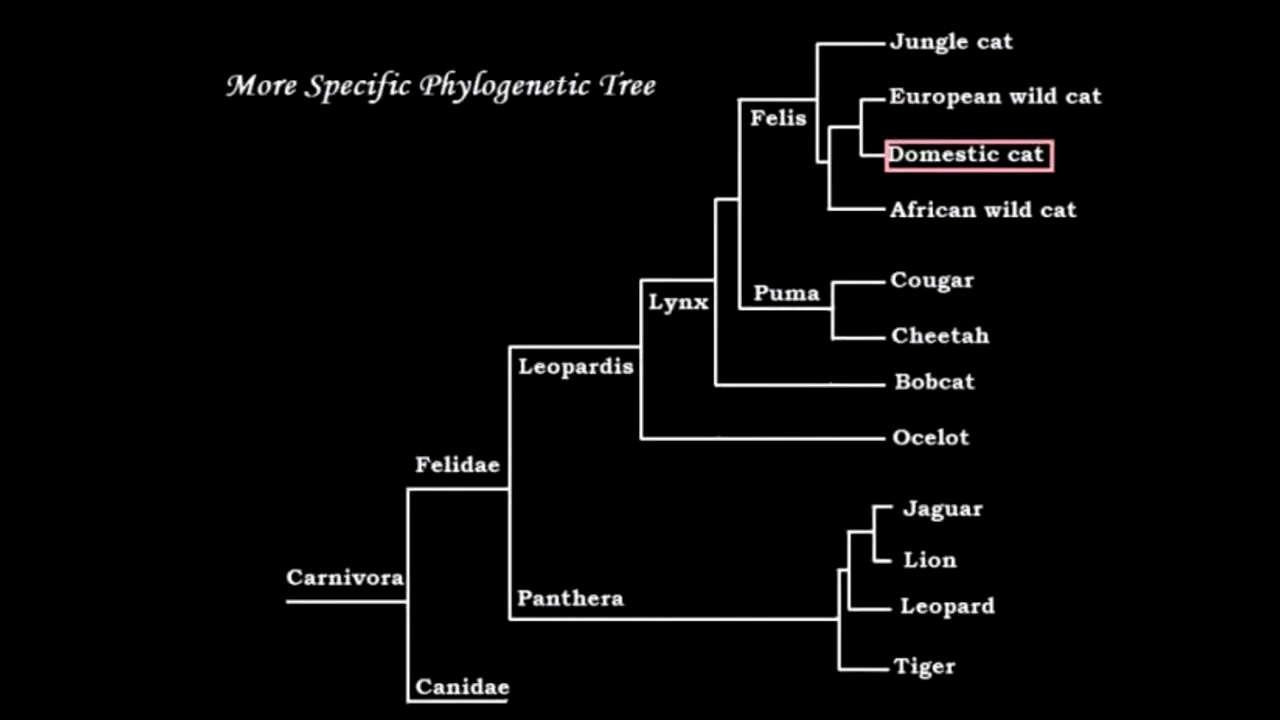 Jungle cat
More Specific Phylogenetic Tree
European wild cat
Felis
Domestic cat
African wild cat
Cougar
Puma
Lynx
Cheetah
Leopardis
Bobcat
Ocelot
Felidae
Jaguar
Lion
Carnivora
Panthera
Leopard
Tiger
Canidae